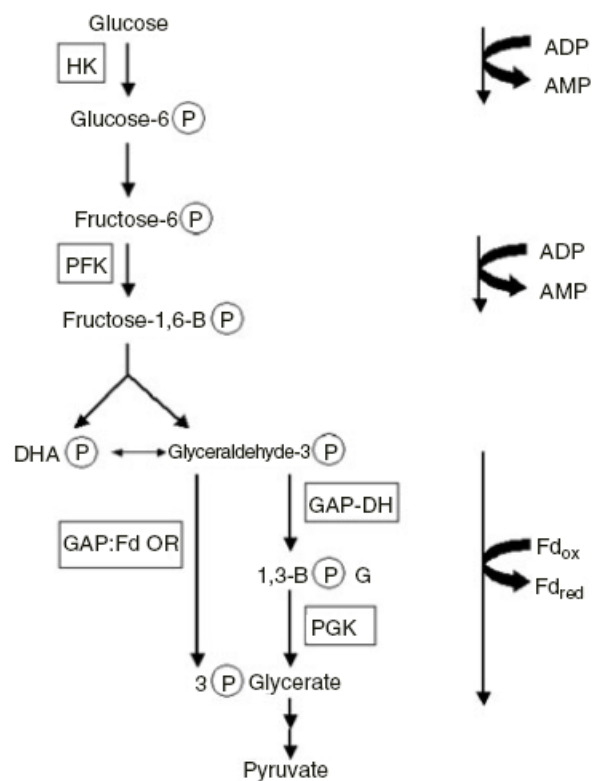 Glucose
HK
ADP
AMP
Glucose-6 P
Fructose-6 P
PFK
ADP
AMP
Fructose-1,6-B P
DHA P
Glyceraldehyde-3 P
GAP-DH
GAP:Fd OR
Fdox
1,3-B P G
Fdred
PGK
3 P Glycerate
Pyruvate